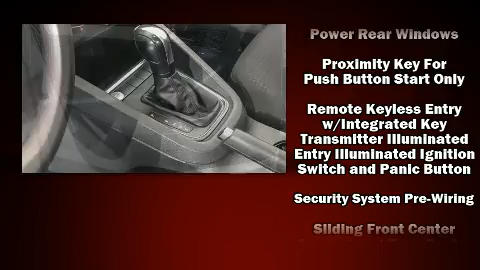 Power Rear Windows
Proximity Key For
Push Button Start Only
Remote Keyless Entry
w/Integrated Key
Transmitter Illuminated
Entry Illuminated Ignition
Switch and Panic Button
Security System Pre-Wiring
Sliding Front Center